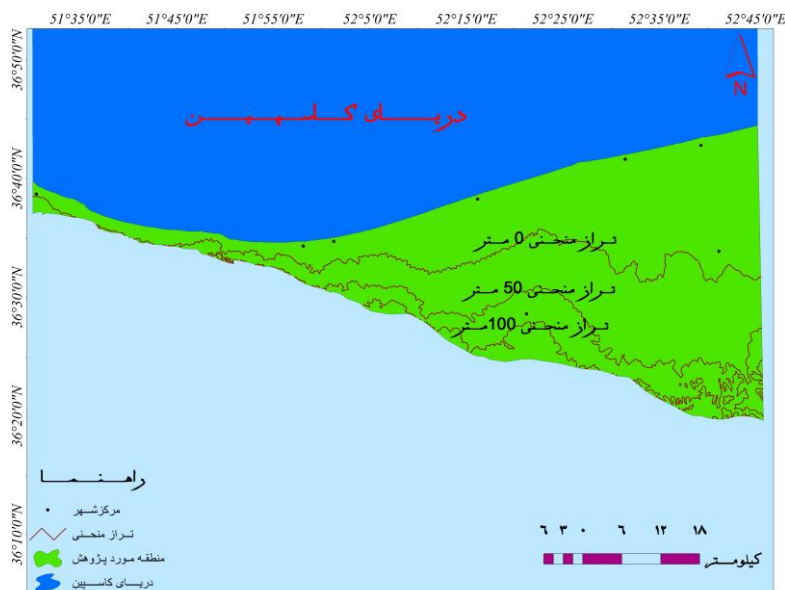 51°35'0"E 51°45'0"E 51°55'0"E 52°5'0"E 52°15'0"E 52°25'0"E 52°35'0"E 52°45'0"E
36°50'0"N
36°40'0"N
36°30'0"N
36°20'0"N
36°10'0"N
N
دریای کاسپین
تراز منحنی 0 متر
تراز منحنی 50 متر
تراز منحنی 100متر
راهنما
مرکزشهر
تراز منحنی
منطقه مورد پژوهش
دریای کاسپین
۶ ۳ ۰ ۶ ۱۲ ۱۸
کیلومتر